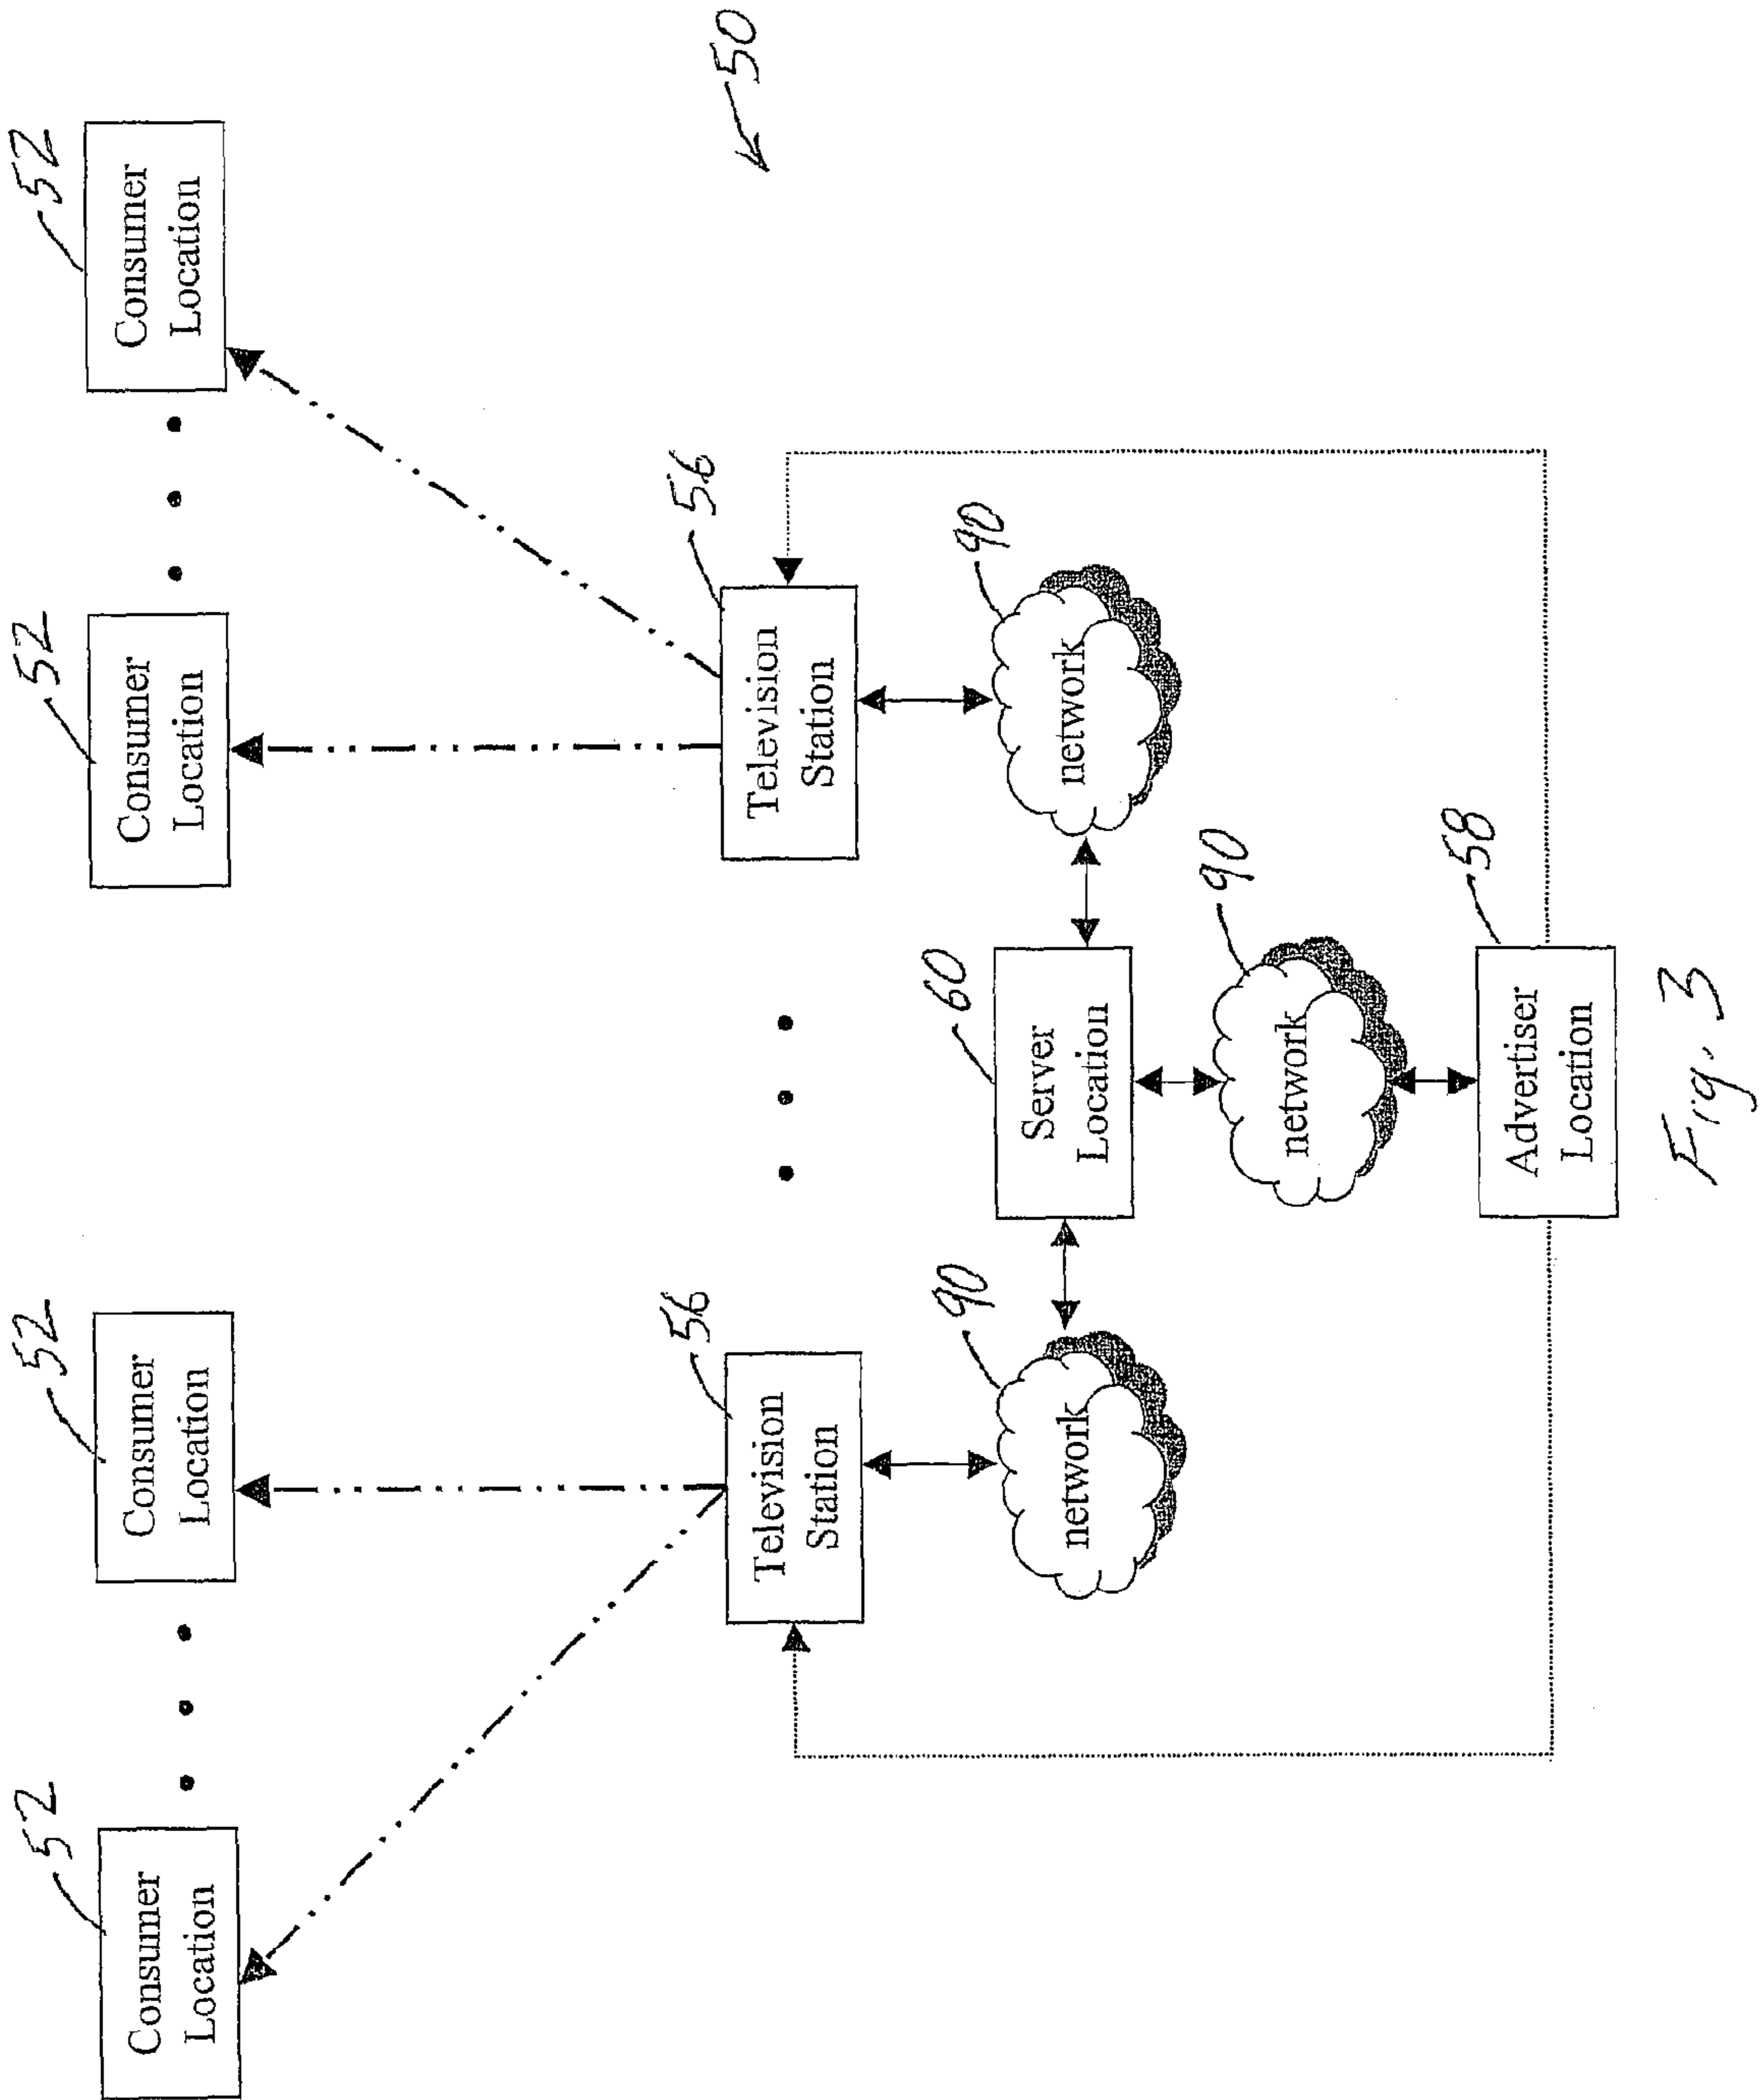 52
52
52
52
Consumer
Location
Consumer
Location
Consumer
Location
Consumer
Location
50
56
56
Television
Station
Television
Station
90
60
90
network
Server
Location
network
90
network
58
Advertiser
Location
Fig. 3